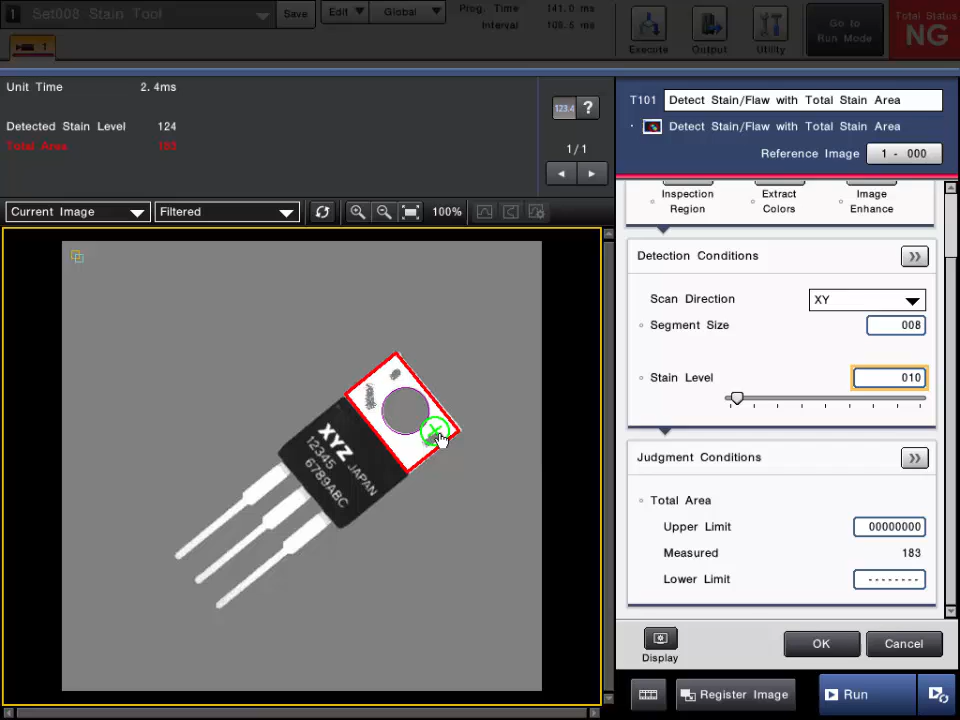 1 Set008 Stain Tool Save Edit Global Prog. Time 141.0 ms
Interval 108.5 ms
Execute Output Utility
Go to
Run Mode
Total Status
NG
1
Unit Time 2.4ms
Detected Stain Level 124
Total Area 183
123.4 ?
1/1
T101 Detect Stain/Flaw with Total Stain Area
Detect Stain/Flaw with Total Stain Area
Reference Image 1 - 000
Current Image Filtered 100%
Inspection
Region
Extract
Colors
Image
Enhance
Detection Conditions
Scan Direction XY
Segment Size 008
Stain Level 010
Judgment Conditions
Total Area
Upper Limit 00000000
Measured 183
Lower Limit --------
XYZ JAPAN
12345
6789ABC
Display
OK Cancel
Register Image Run